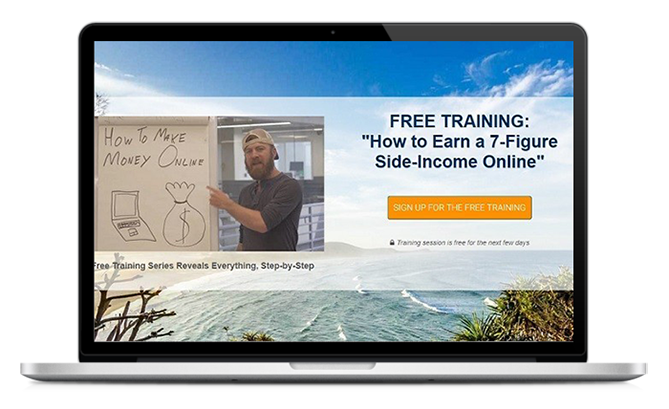 HOW TO MAKE
MONEY ONLINE
Free Training Series Reveals Everything, Step-by-Step
FREE TRAINING:
"How to Earn a 7-Figure
Side-Income Online"
SIGN UP FOR THE FREE TRAINING
Training session is free for the next few days